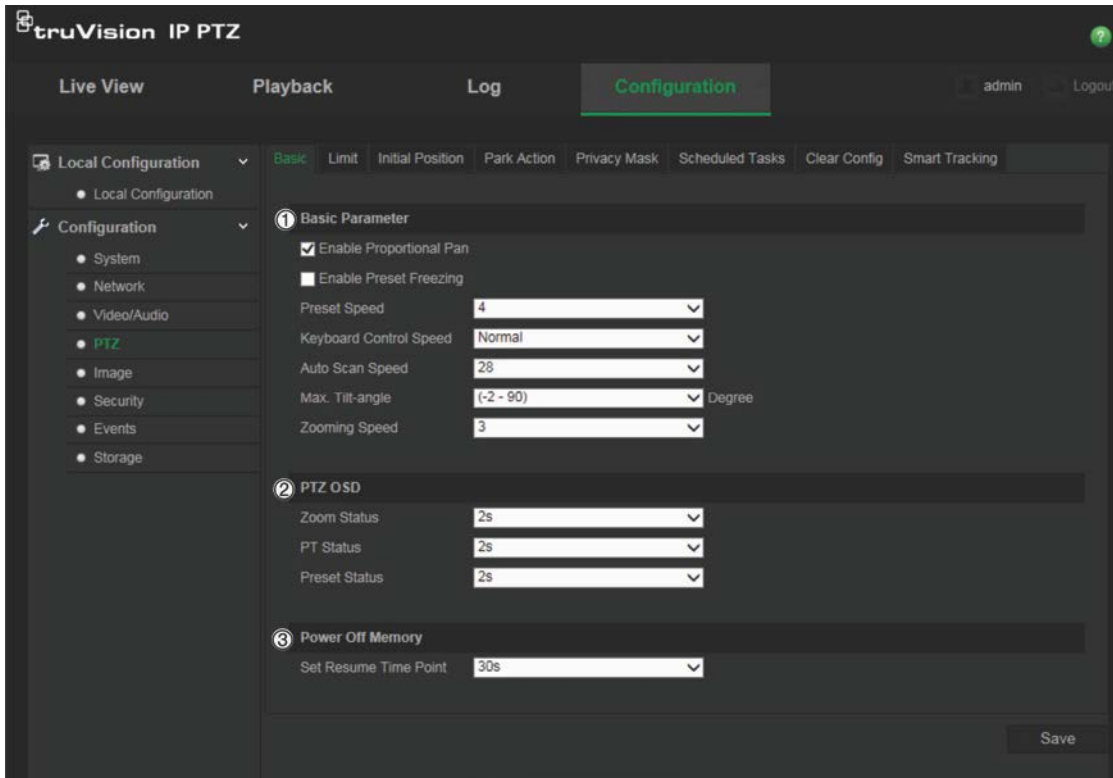 truVision IP PTZ
?
Live View Playback Log Configuration admin Logou
Local Configuration
Local Configuration
Configuration
System
Network
Video/Audio
PTZ
Image
Security
Events
Storage
Basic Limit Initial Position Park Action Privacy Mask Scheduled Tasks Clear Config Smart Tracking
① Basic Parameter
Enable Proportional Pan
Enable Preset Freezing
Preset Speed 4
Keyboard Control Speed Normal
Auto Scan Speed 28
Max. Tilt-angle (-2 - 90) Degree
Zooming Speed 3
② PTZ OSD
Zoom Status 2s
PT Status 2s
Preset Status 2s
③ Power Off Memory
Set Resume Time Point 30s
Save